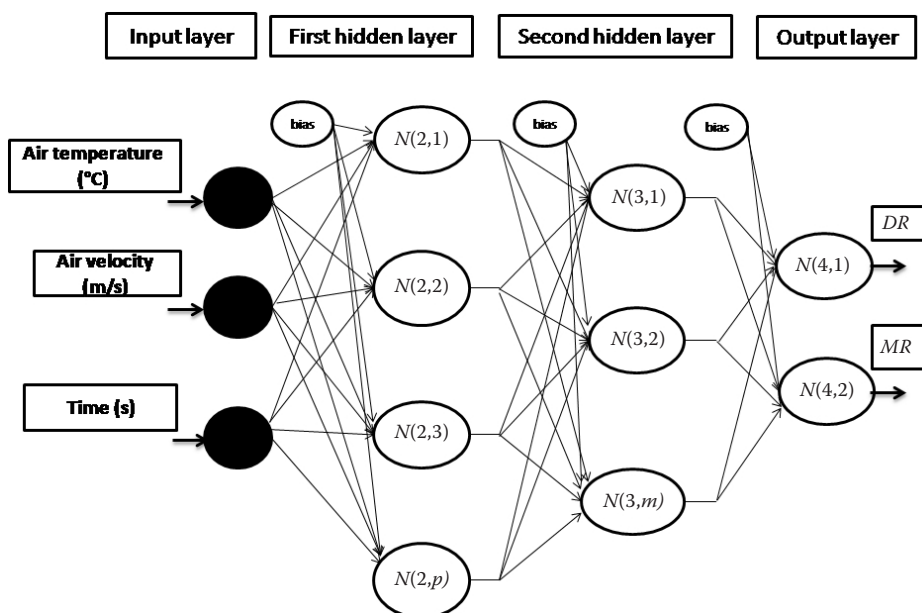 Input layer
First hidden layer
Second hidden layer
Output layer
bias
bias
bias
Air temperature
(°C)
Air velocity
(m/s)
Time (s)
N(2,1)
N(2,2)
N(2,3)
N(2,p)
N(3,1)
N(3,2)
N(3,m)
N(4,1)
N(4,2)
DR
MR